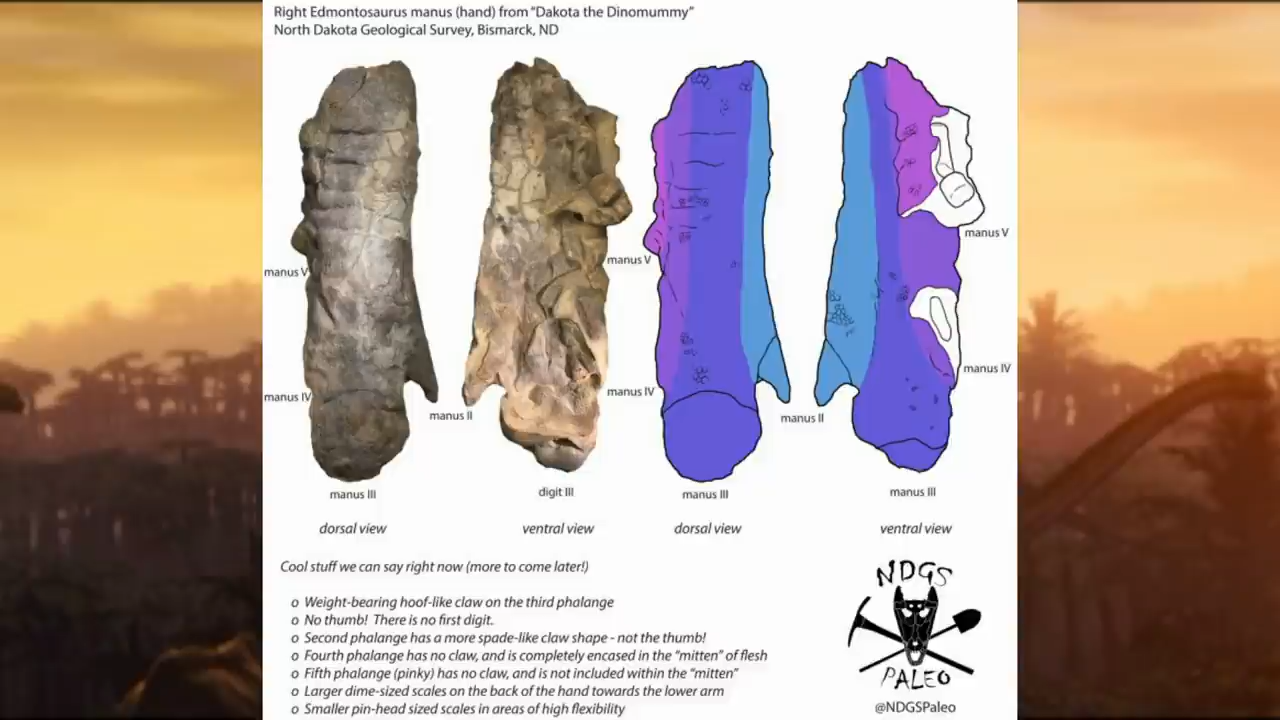 Right Edmontosaurus manus (hand) from "Dakota the Dinomummy"
North Dakota Geological Survey, Bismarck, ND
manus V
manus V
manus V
manus IV
manus IV
manus IV
manus II
manus II
manus III
digit III
manus III
manus III
dorsal view
ventral view
dorsal view
ventral view
Cool stuff we can say right now (more to come later!)
o Weight-bearing hoof-like claw on the third phalange
o No thumb! There is no first digit.
o Second phalange has a more spade-like claw shape - not the thumb!
o Fourth phalange has no claw, and is completely encased in the "mitten" of flesh
o Fifth phalange (pinky) has no claw, and is not included within the "mitten"
o Larger dime-sized scales on the back of the hand towards the lower arm
o Smaller pin-head sized scales in areas of high flexibility
NDGS
PALEO
@NDGSPaleo